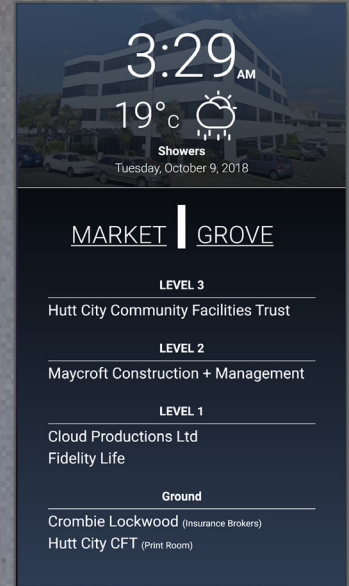 3:29 AM
19°C
Showers
Tuesday, October 9, 2018
MARKET | GROVE
LEVEL 3
Hutt City Community Facilities Trust
LEVEL 2
Maycroft Construction + Management
LEVEL 1
Cloud Productions Ltd
Fidelity Life
Ground
Crombie Lockwood (Insurance Brokers)
Hutt City CFT (Print Room)